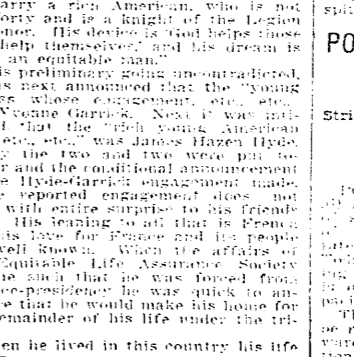 arry a rich American, who is not
orty and is a knight of the Legion
onor. His device is 'God helps those
help themselves,' and his dream is
an equitable man."
is preliminary going uncontradicted,
is next announced that the "young
ss whose engagement, etc., etc.,
Yvonne Garrick. Next it was inti-
d that the "rich young American
etc., etc.," was James Hazen Hyde.
y the two and two were put to-
r and the conditional announcement
e Hyde-Garrick engagement made.
e reported engagement does not
with entire surprise to his friends
His leaning to all that is French
is love for France and its people
well known. When the affairs of
Equitable Life Assurance Society
me such that he was forced from
vice-presidency he was quick to an-
ce that he would make his home for
emainder of his life under the tri-
en he lived in this country his life
spit
PO
Stri